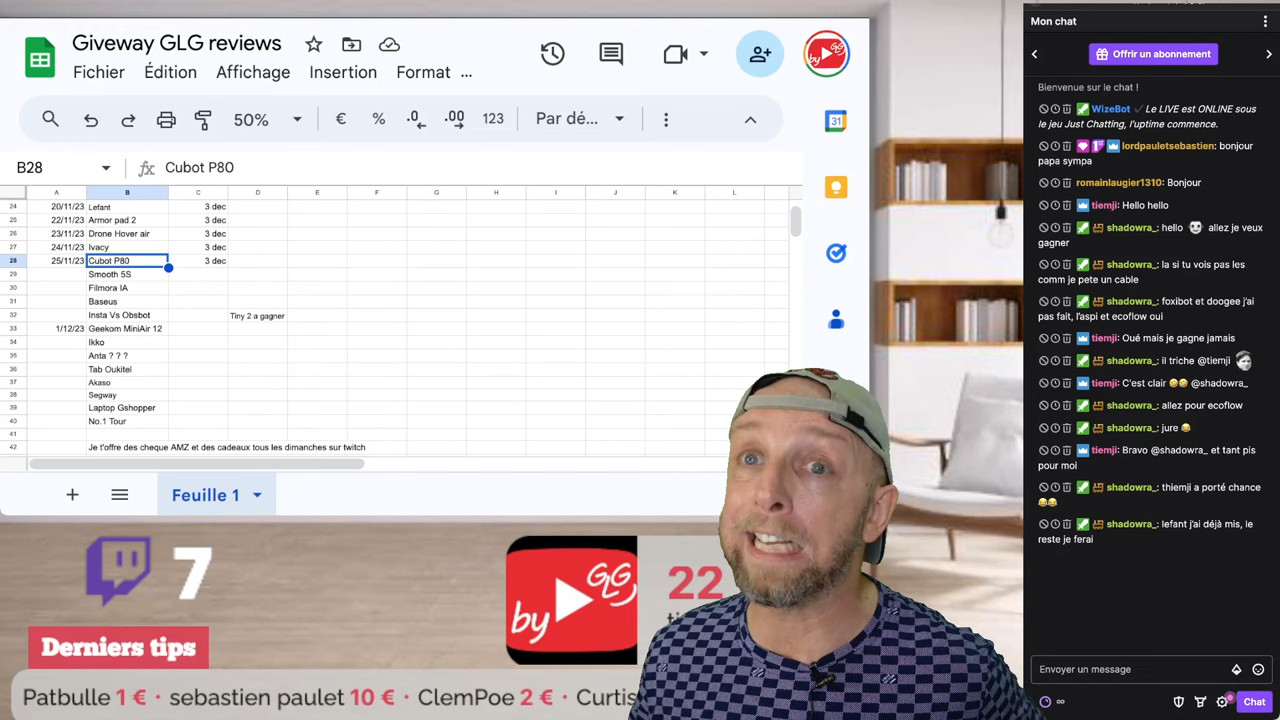 Giveway GLG reviews
Fichier Édition Affichage Insertion Format ...
50% € % .0 .00 123 Par dé...
B28 fx Cubot P80
A B C D E F G H I J K L
24 20/11/23 Lefant 3 dec
25 22/11/23 Armor pad 2 3 dec
26 23/11/23 Drone Hover air 3 dec
27 24/11/23 Ivacy 3 dec
28 25/11/23 Cubot P80 3 dec
29 Smooth 5S
30 Filmora IA
31 Baseus
32 Insta Vs Obsbot Tiny 2 a gagner
33 1/12/23 Geekom MiniAir 12
34 Ikko
35 Anta ? ? ?
36 Tab Oukitel
37 Akaso
38 Segway
39 Laptop Gshopper
40 No.1 Tour
41
42 Je t'offre des cheque AMZ et des cadeaux tous les dimanches sur twitch
Feuille 1
31
by GLG
7
by GLG
22
Derniers tips
Patbulle 1 € · sebastien paulet 10 € · ClemPoe 2 € · Curtis
Mon chat
Offrir un abonnement
Bienvenue sur le chat !
WizeBot Le LIVE est ONLINE sous
le jeu Just Chatting, l'uptime commence.
lordpauletsebastien: bonjour
papa sympa
romainlaugier1310: Bonjour
tiemji: Hello hello
shadowra_: hello allez je veux
gagner
shadowra_: la si tu vois pas les
comm je pete un cable
shadowra_: foxibot et doogee j'ai
pas fait, l'aspi et ecoflow oui
tiemji: Oué mais je gagne jamais
shadowra_: il triche @tiemji
tiemji: C'est clair 🤣🤣 @shadowra_
shadowra_: allez pour ecoflow
shadowra_: jure 😂
tiemji: Bravo @shadowra_ et tant pis
pour moi
shadowra_: thiemji a porté chance
😂😂
shadowra_: lefant j'ai déjà mis, le
reste je ferai
Envoyer un message
∞ Chat